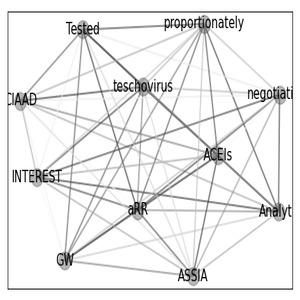 proportionately
Tested
teschovirus
negotiati
CIAAD
ACEIs
INTEREST
aRR
Analyt
GW
ASSIA